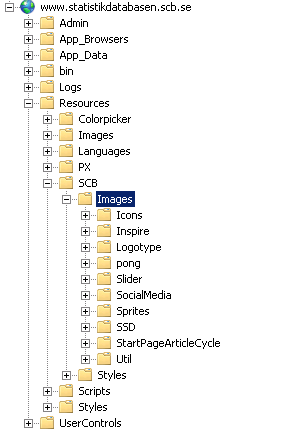 www.statistikdatabasen.scb.se
Admin
App_Browsers
App_Data
bin
Logs
Resources
Colorpicker
Images
Languages
PX
SCB
Images
Icons
Inspire
Logotype
pong
Slider
SocialMedia
Sprites
SSD
StartPageArticleCycle
Util
Styles
Scripts
Styles
UserControls